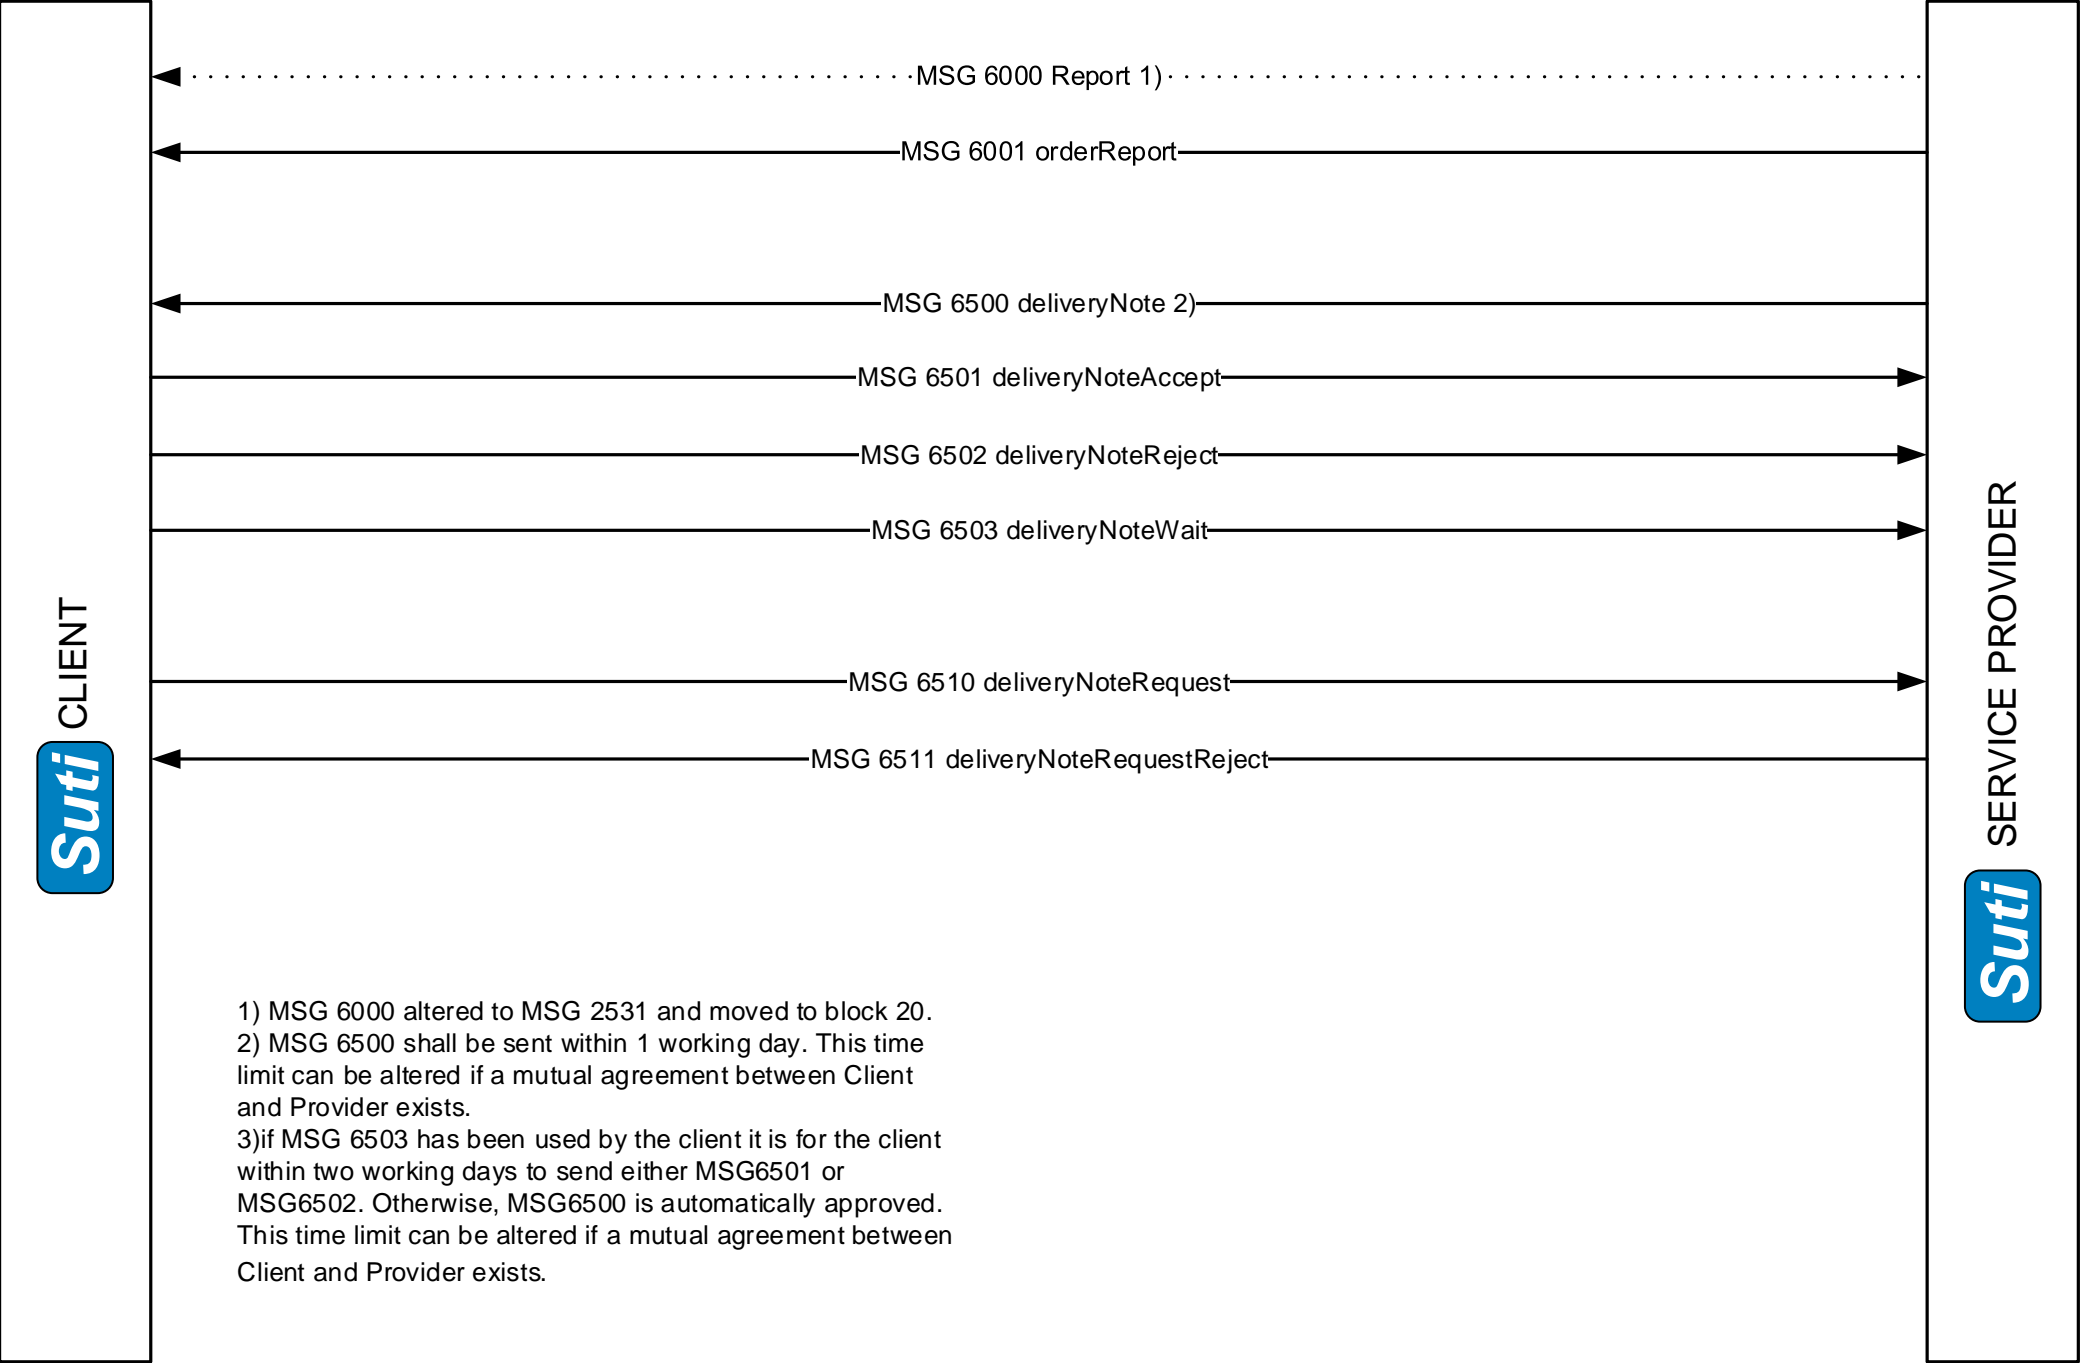 MSG 6000 Report 1)
MSG 6001 orderReport
MSG 6500 deliveryNote 2)
MSG 6501 deliveryNoteAccept
MSG 6502 deliveryNoteReject
MSG 6503 deliveryNoteWait
MSG 6510 deliveryNoteRequest
MSG 6511 deliveryNoteRequestReject
Suti CLIENT
Suti SERVICE PROVIDER
1) MSG 6000 altered to MSG 2531 and moved to block 20.
2) MSG 6500 shall be sent within 1 working day. This time
limit can be altered if a mutual agreement between Client
and Provider exists.
3)if MSG 6503 has been used by the client it is for the client
within two working days to send either MSG6501 or
MSG6502. Otherwise, MSG6500 is automatically approved.
This time limit can be altered if a mutual agreement between
Client and Provider exists.